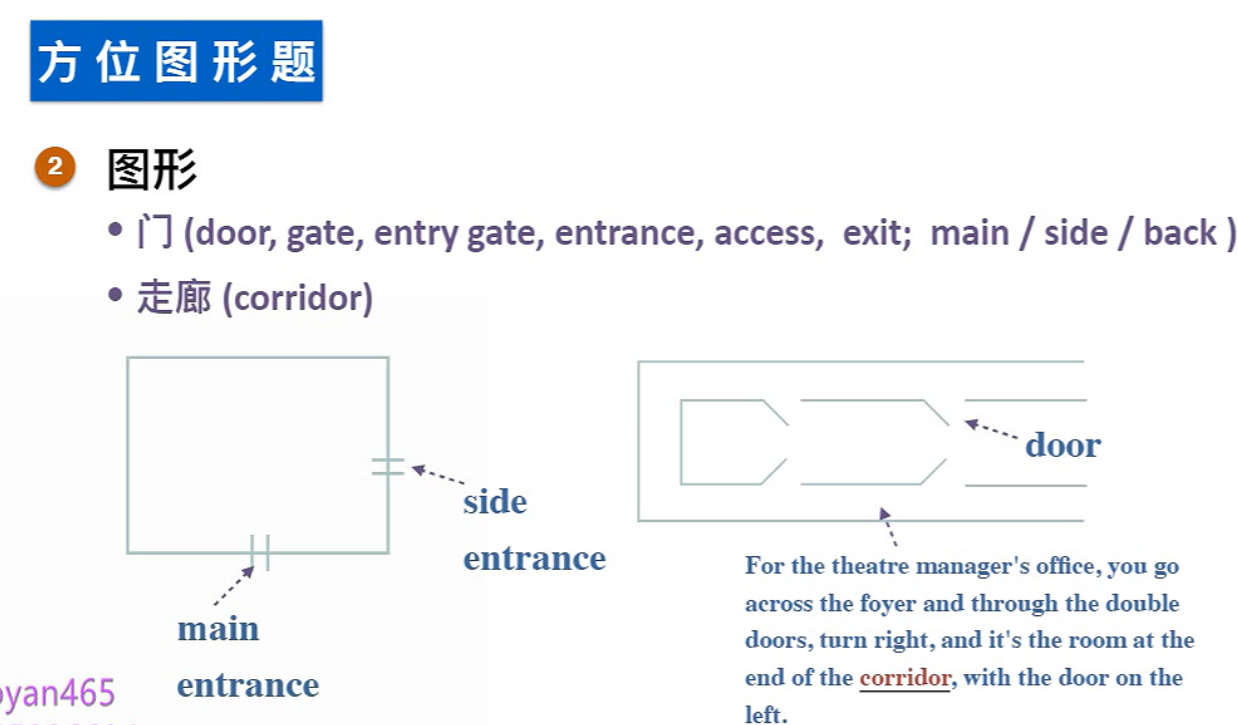 方位图形题
2 图形
• 门 (door, gate, entry gate, entrance, access, exit; main / side / back )
• 走廊 (corridor)
side
entrance
main
entrance
door
For the theatre manager's office, you go
across the foyer and through the double
doors, turn right, and it's the room at the
end of the corridor, with the door on the
left.
yan465